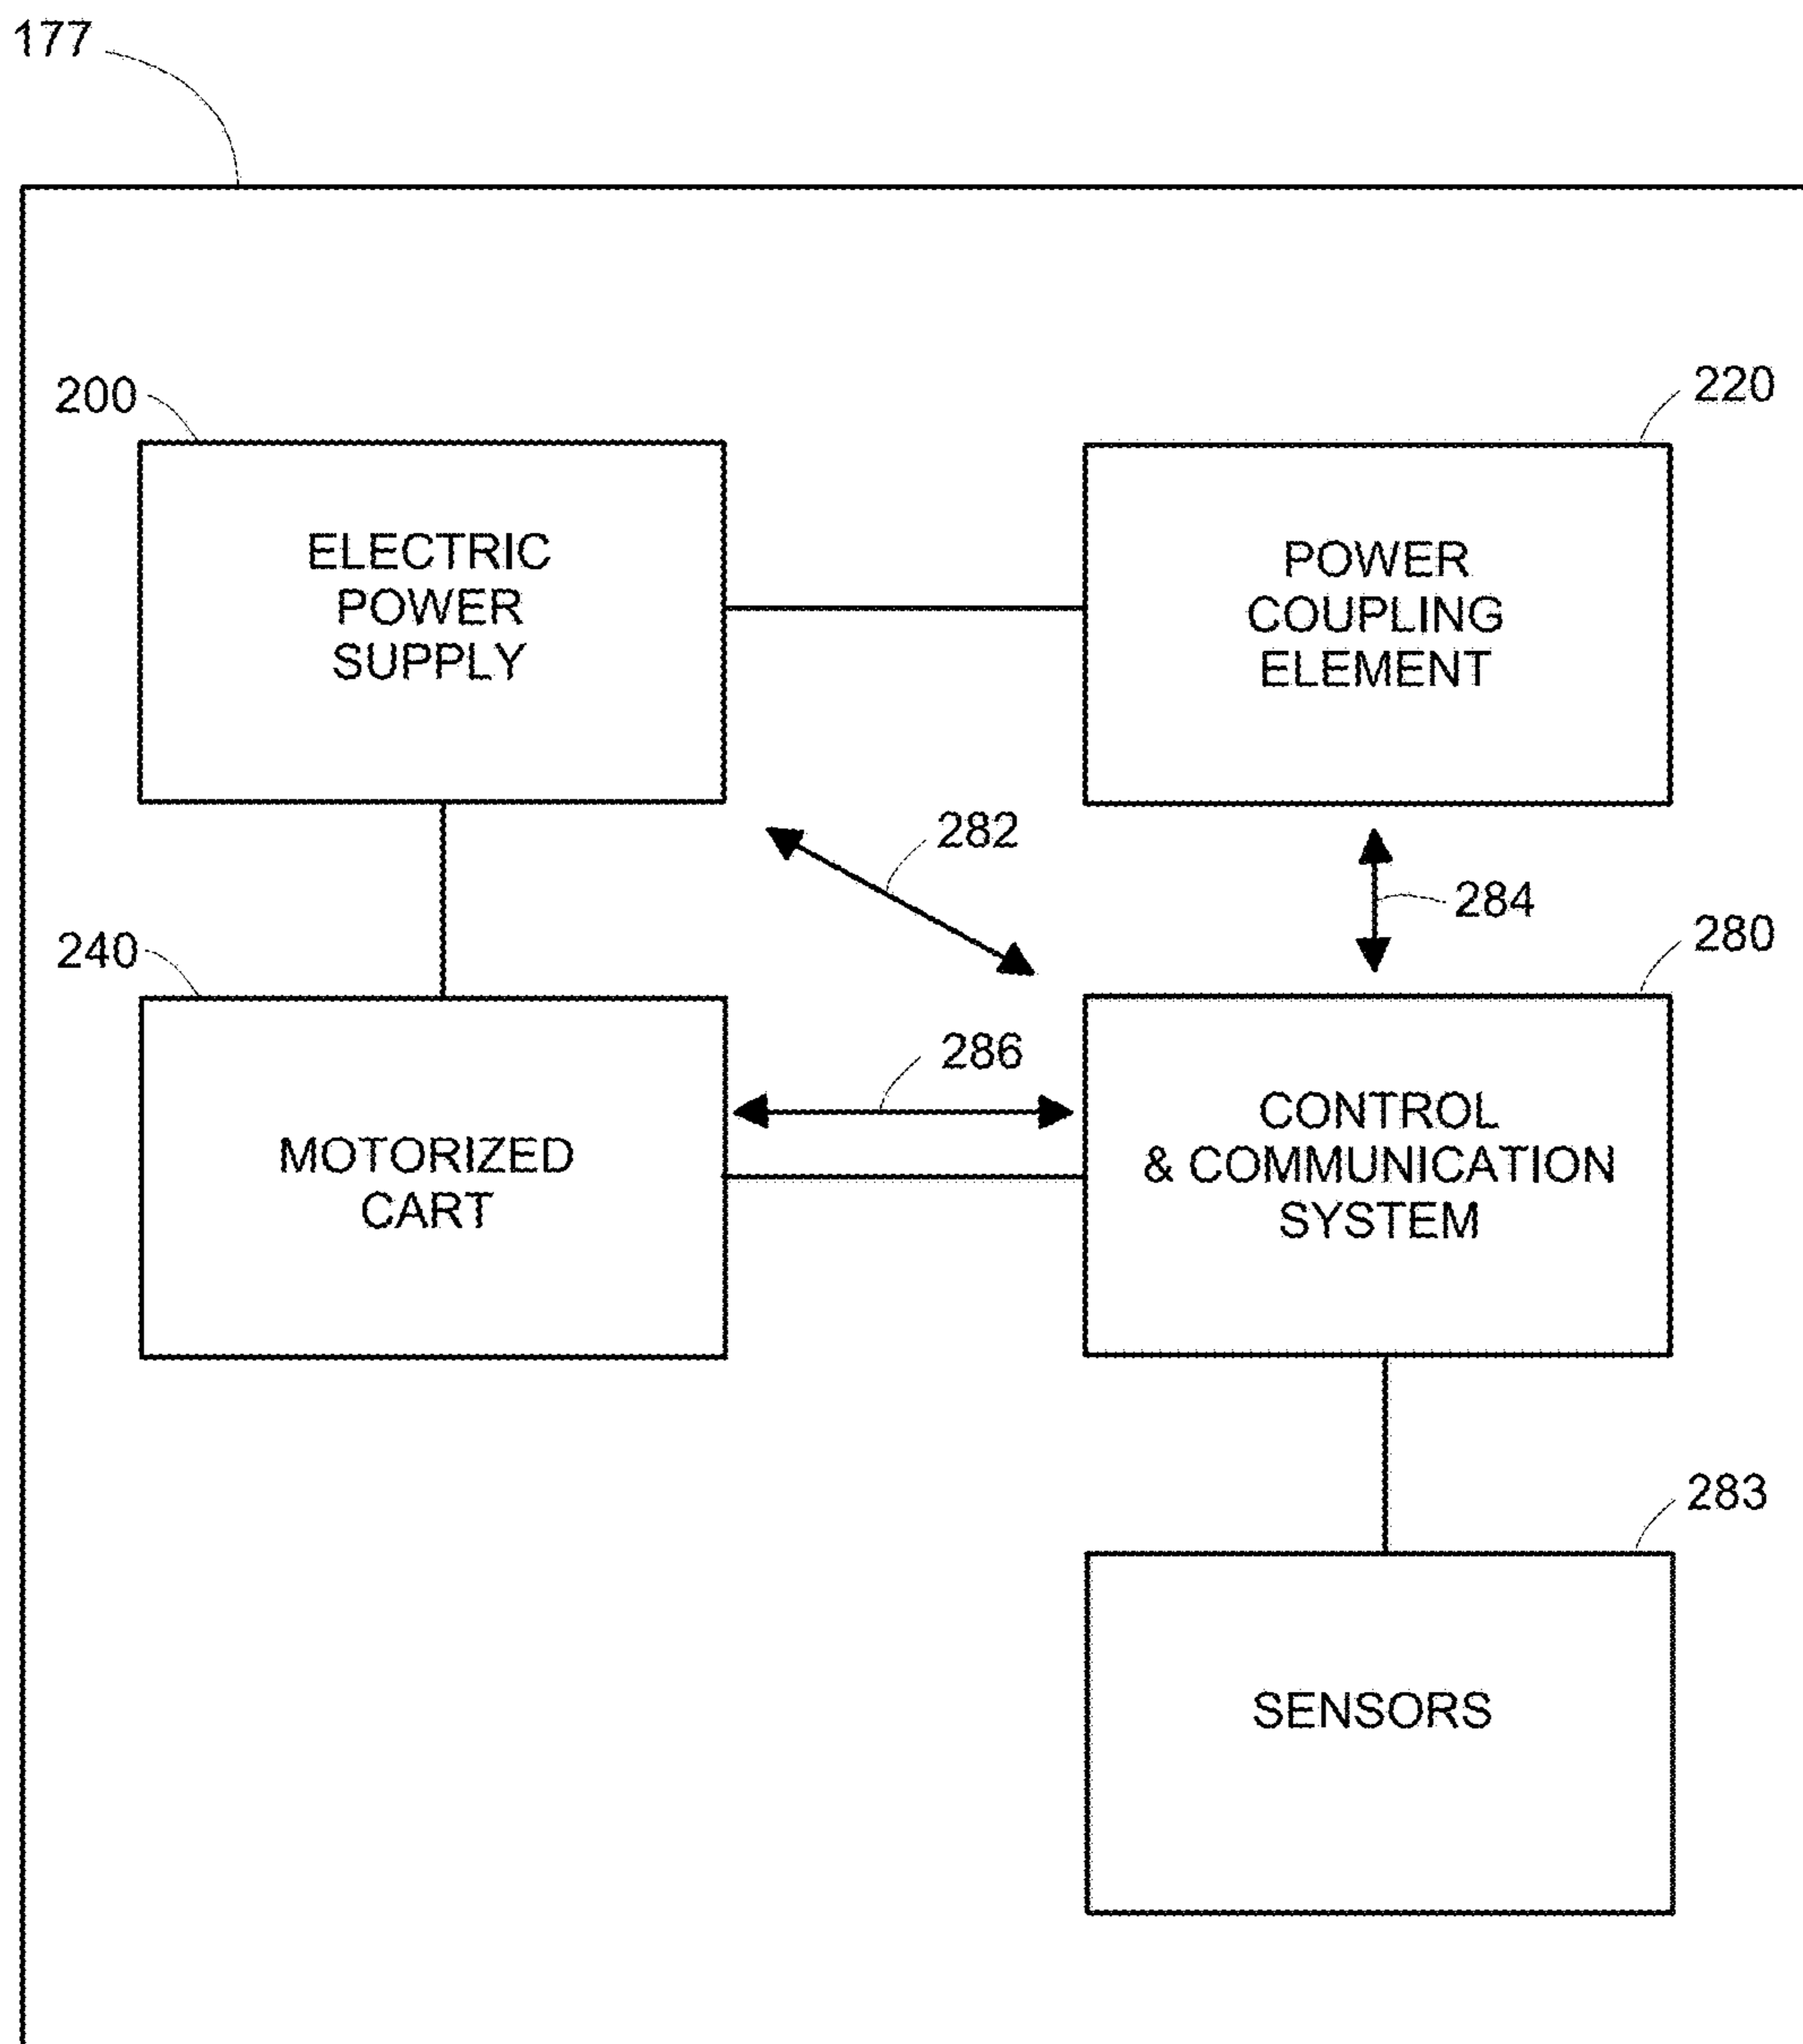 177
200
220
ELECTRIC
POWER
SUPPLY
POWER
COUPLING
ELEMENT
282
284
240
280
286
MOTORIZED
CART
CONTROL
& COMMUNICATION
SYSTEM
283
SENSORS